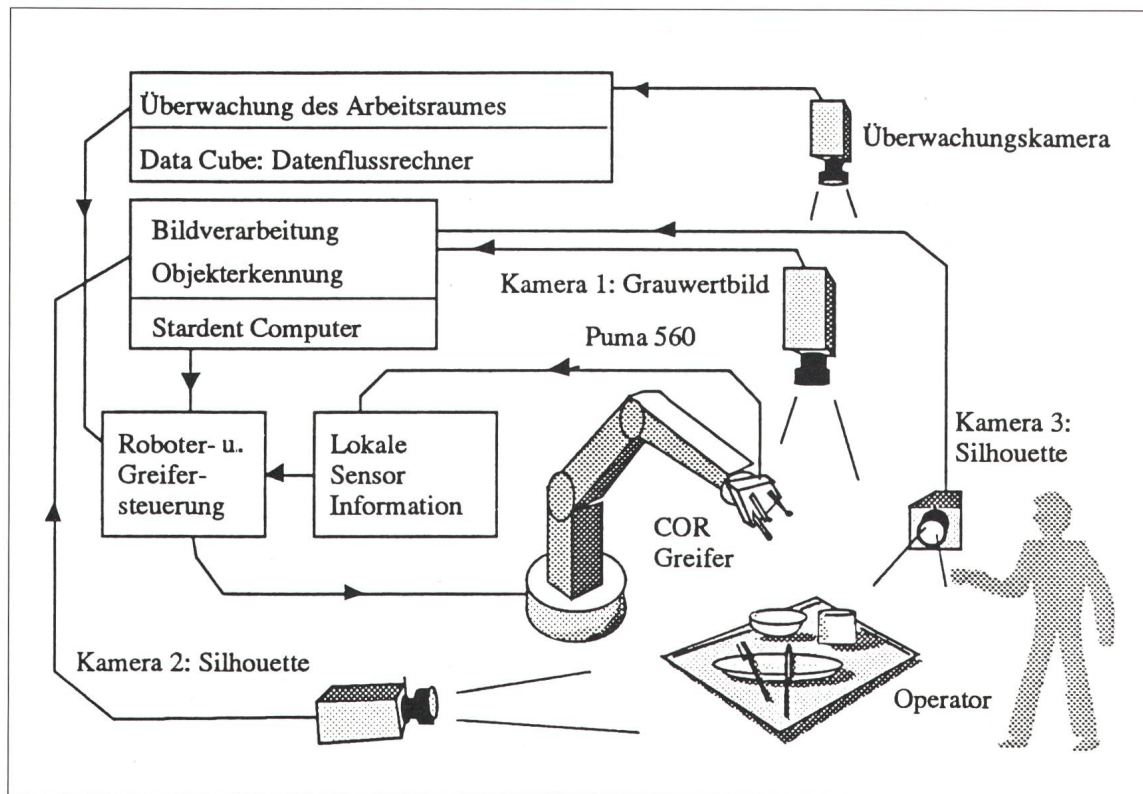 Überwachung des Arbeitsraumes
Data Cube: Datenflussrechner
Überwachungskamera
Bildverarbeitung
Objekterkennung
Stardent Computer
Kamera 1: Grauwertbild
Puma 560
Kamera 3:
Silhouette
Roboter- u.
Greifer-
steuerung
Lokale
Sensor
Information
COR
Greifer
Kamera 2: Silhouette
Operator